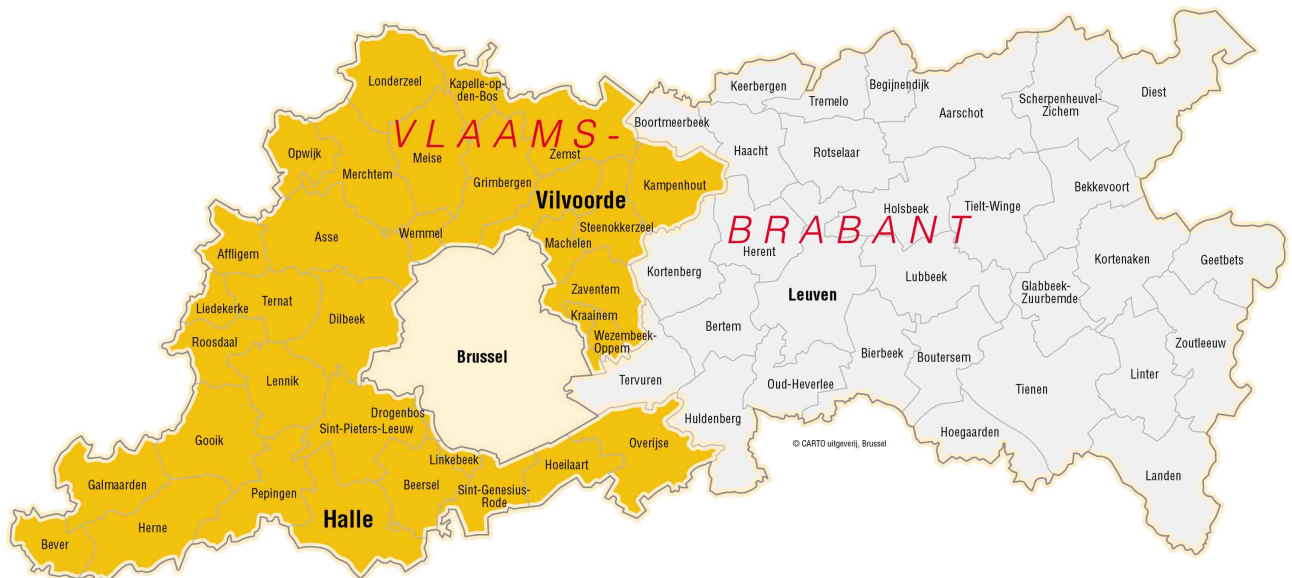 Londerzeel
Kapelle-op-
den-Bos
Keerbergen
Tremelo
Begijnendijk
Aarschot
Scherpenheuvel-
Zichem
Diest
Boortmeerbeek
VLAAMS-
Opwijk
Merchtem
Meise
Zemst
Grimbergen
Haacht
Rotselaar
Kampenhout
Vilvoorde
Bekkevoort
Holsbeek
Tielt-Winge
BRABANT
Affligem
Asse
Wemmel
Steenokkerzeel
Machelen
Herent
Kortenberg
Lubbeek
Kortenaken
Geetbets
Glabbeek-
Zuurbemde
Liedekerke
Ternat
Dilbeek
Zaventem
Leuven
Kraainem
Wezembeek-
Oppem
Bertem
Roosdaal
Brussel
Bierbeek
Boutersem
Zoutleeuw
Lennik
Tervuren
Oud-Heverlee
Tienen
Linter
Drogenbos
Sint-Pieters-Leeuw
Huldenberg
Hoegaarden
Gooik
Overijse
© CARTO uitgeverij, Brussel
Linkebeek
Hoeilaart
Galmaarden
Pepingen
Beersel
Sint-Genesius-
Rode
Landen
Halle
Herne
Bever